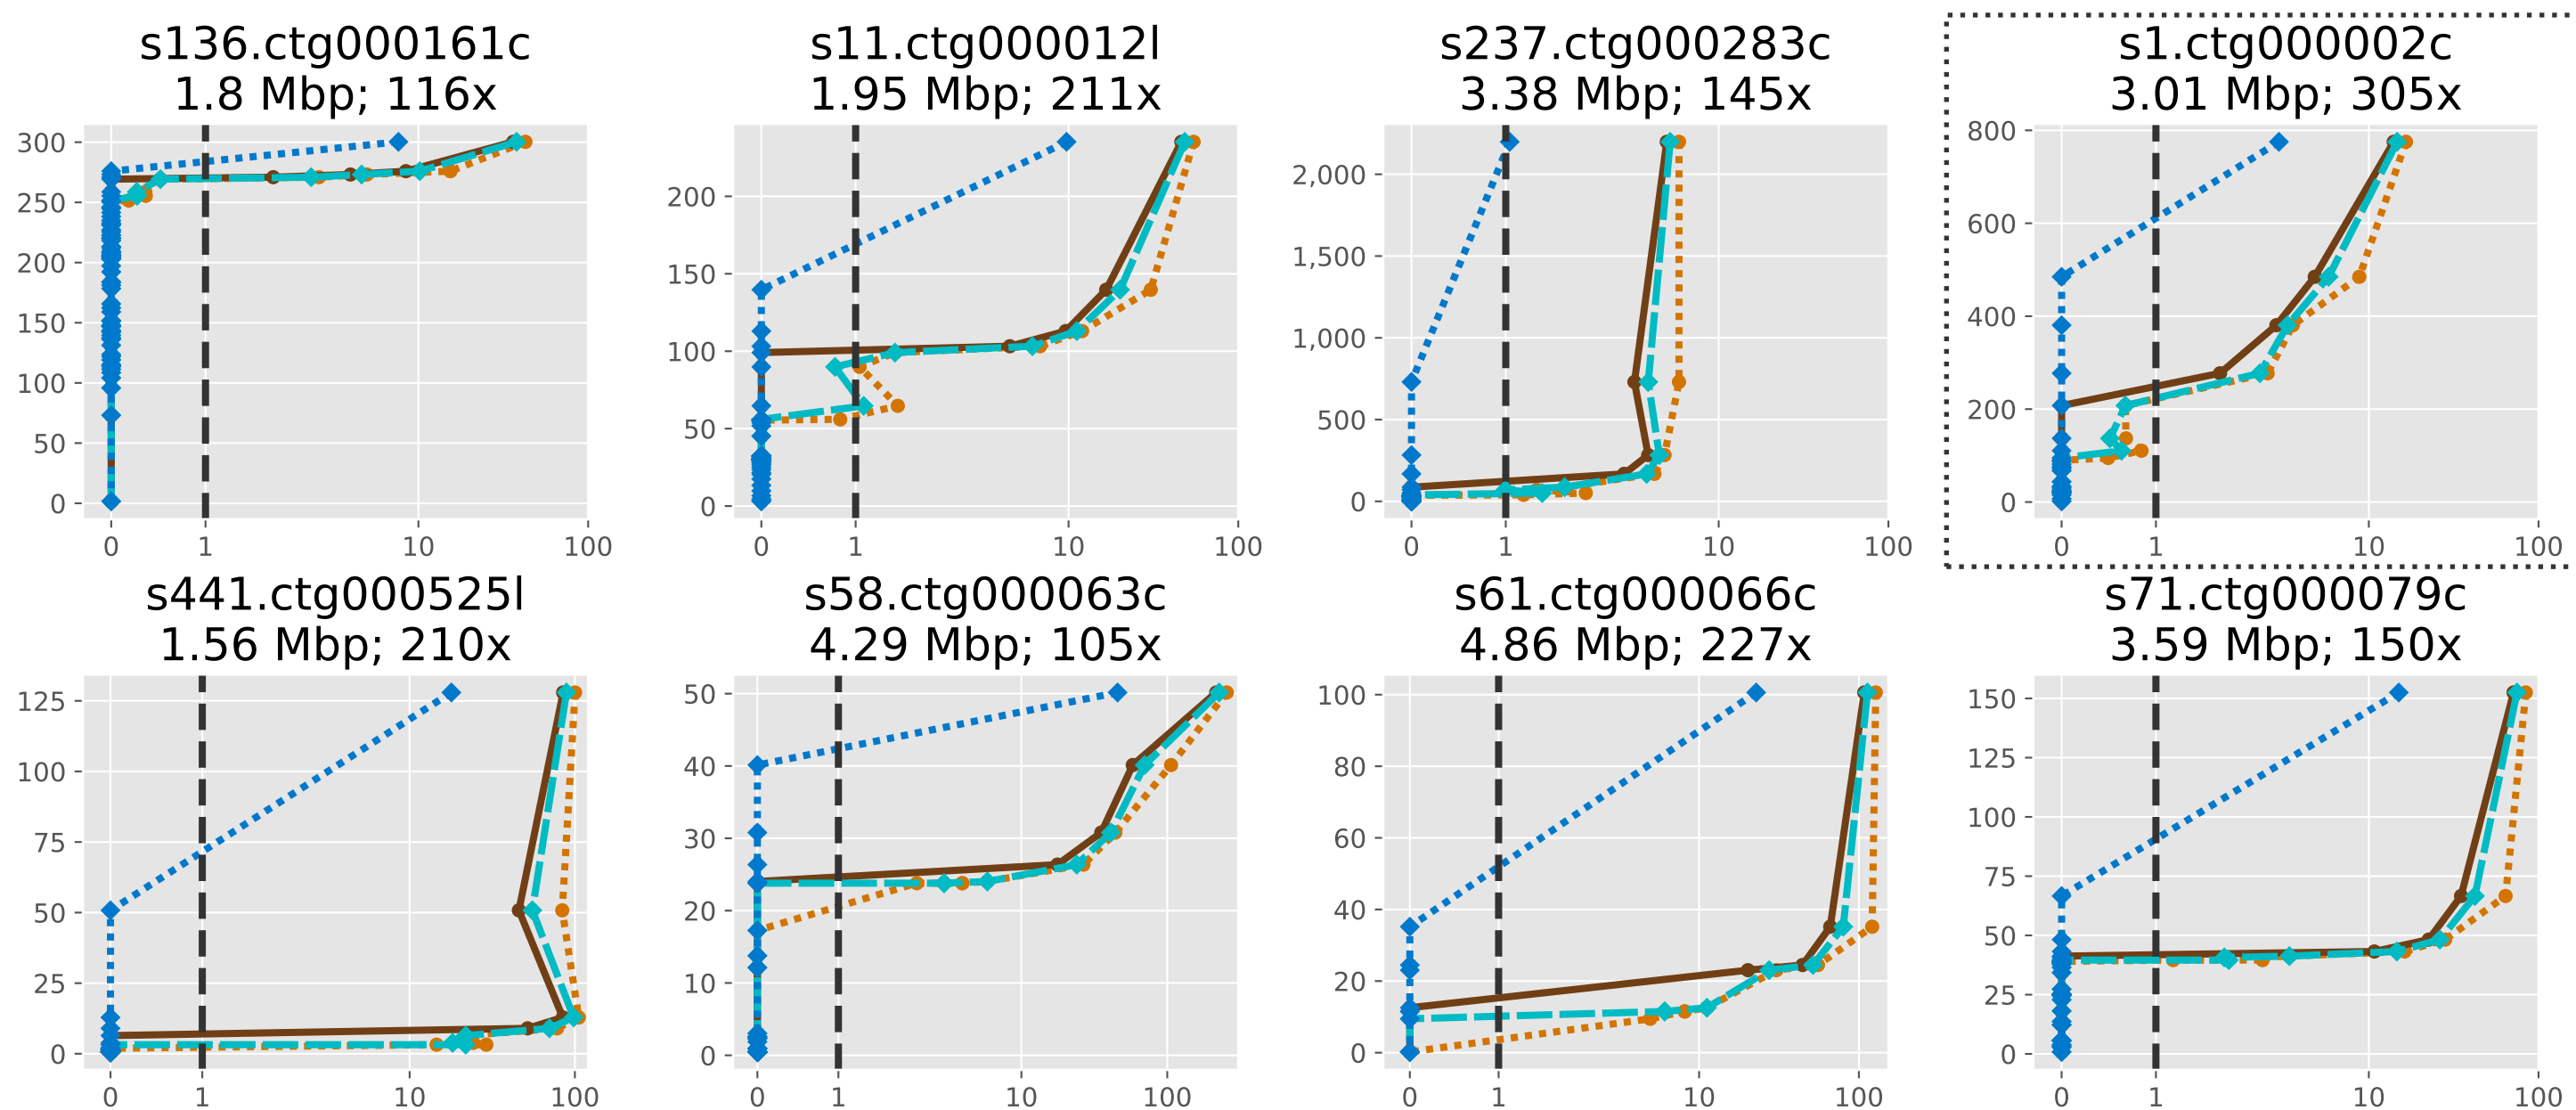 s136.ctg000161c
1.8 Mbp; 116x
300
250
200
150
100
50
0
0 1 10 100
s11.ctg000012l
1.95 Mbp; 211x
200
150
100
50
0
0 1 10 100
s237.ctg000283c
3.38 Mbp; 145x
2,000
1,500
1,000
500
0
0 1 10 100
s1.ctg000002c
3.01 Mbp; 305x
800
600
400
200
0
0 1 10 100
s441.ctg000525l
1.56 Mbp; 210x
125
100
75
50
25
0
0 1 10 100
s58.ctg000063c
4.29 Mbp; 105x
50
40
30
20
10
0
0 1 10 100
s61.ctg000066c
4.86 Mbp; 227x
100
80
60
40
20
0
0 1 10 100
s71.ctg000079c
3.59 Mbp; 150x
150
125
100
75
50
25
0
0 1 10 100